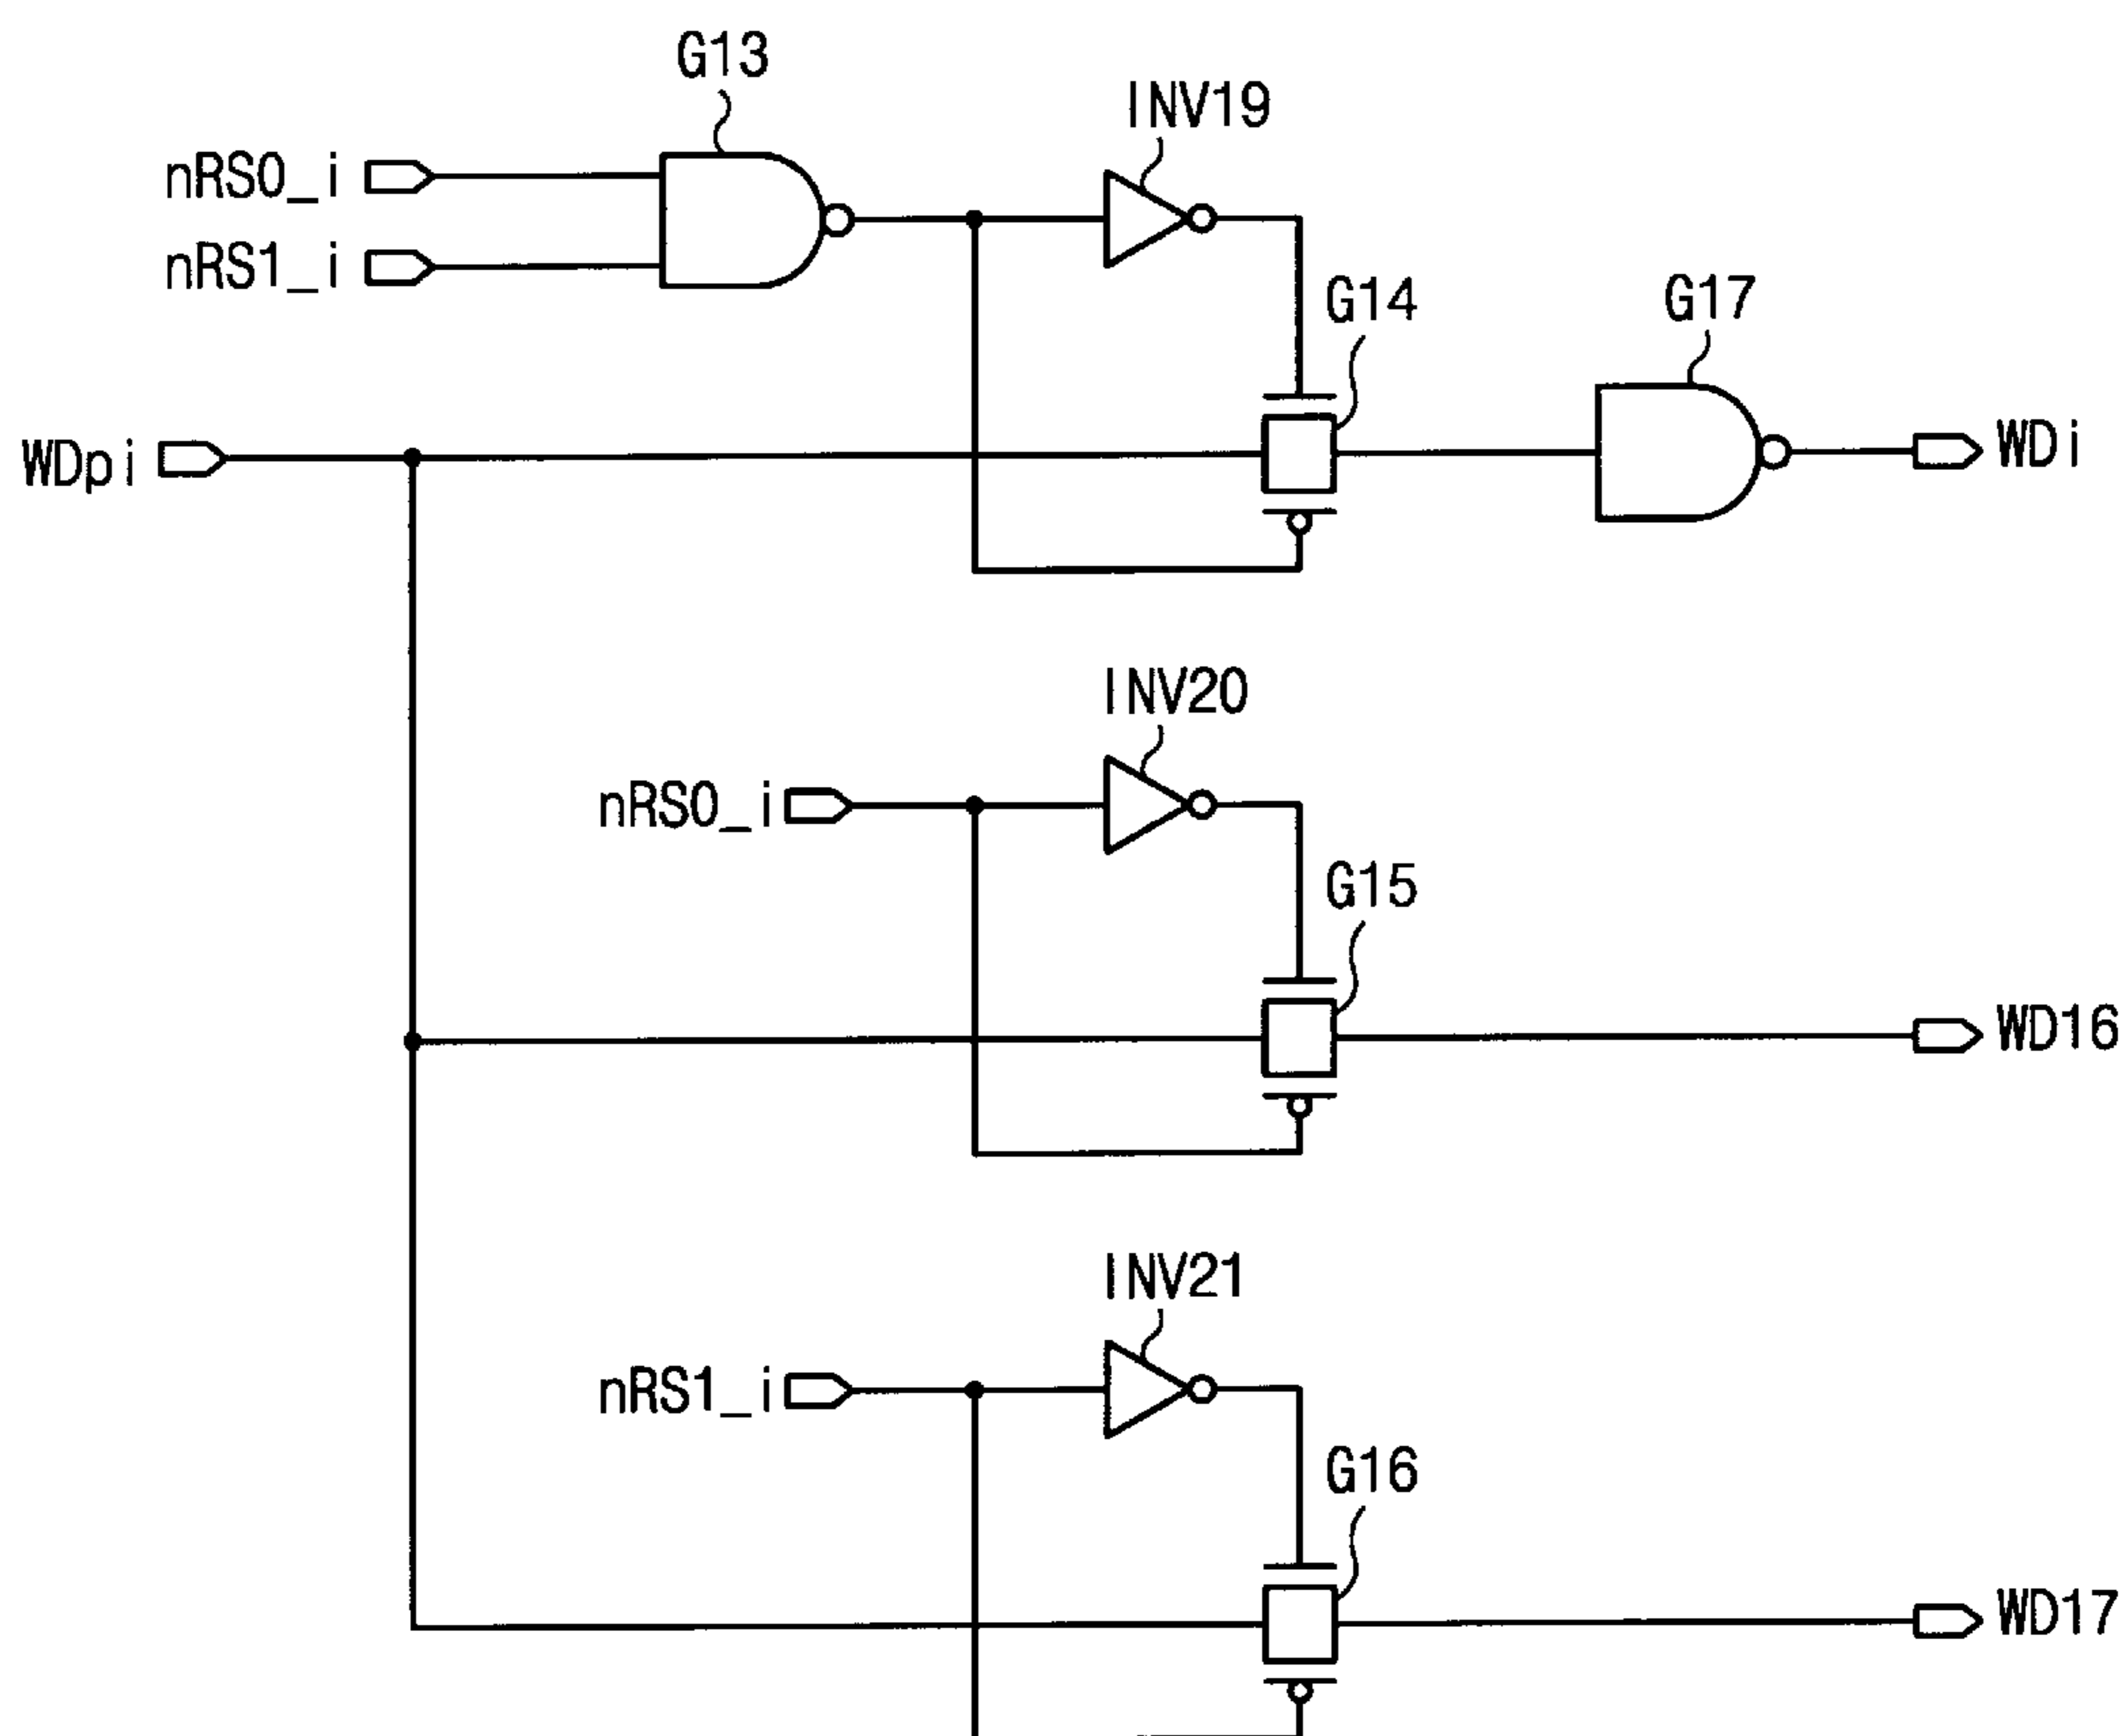 G13
INV19
nRS0_i
nRS1_i
G14
G17
WDpi
WDi
INV20
nRS0_i
G15
WD16
INV21
nRS1_i
G16
WD17